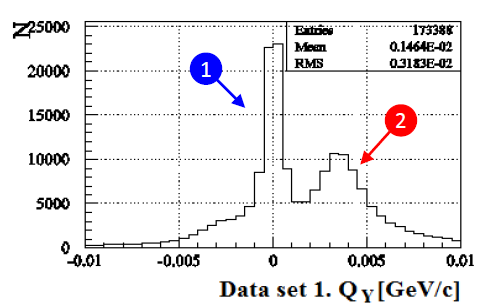 N
25000
20000
15000
10000
5000
0
Entries 173388
Mean 0.1464E-02
RMS 0.3183E-02
1
2
-0.01 -0.005 0 0.005 0.01
Data set 1. QY[GeV/c]